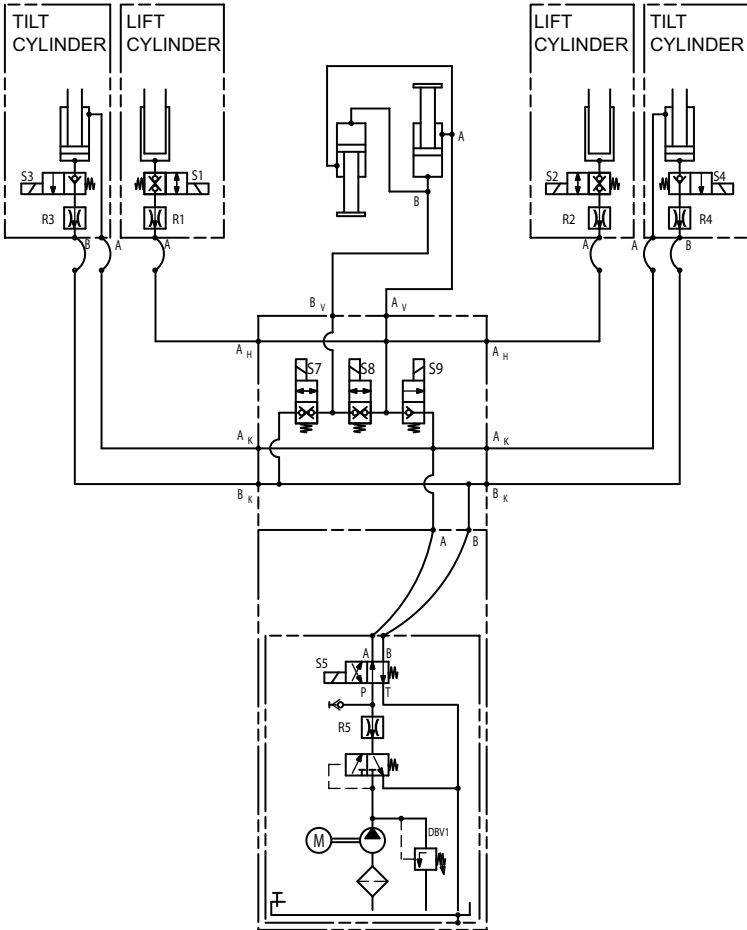 TILT
CYLINDER
LIFT
CYLINDER
LIFT
CYLINDER
TILT
CYLINDER
S3
S1
S2
S4
R3
R1
R2
R4
A
B
B
A
A
A
A
B
B V
A V
A H
A H
S7
S8
S9
A K
A K
B K
B K
A
B
A
B
S5
P
T
R5
M
DBV1